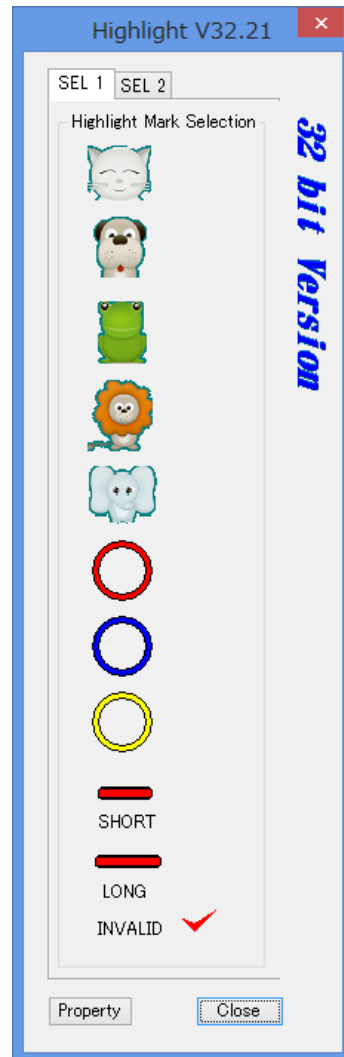 Highlight V32.21
SEL 1
SEL 2
Highlight Mark Selection
32 bit Version
SHORT
LONG
INVALID
Property
Close